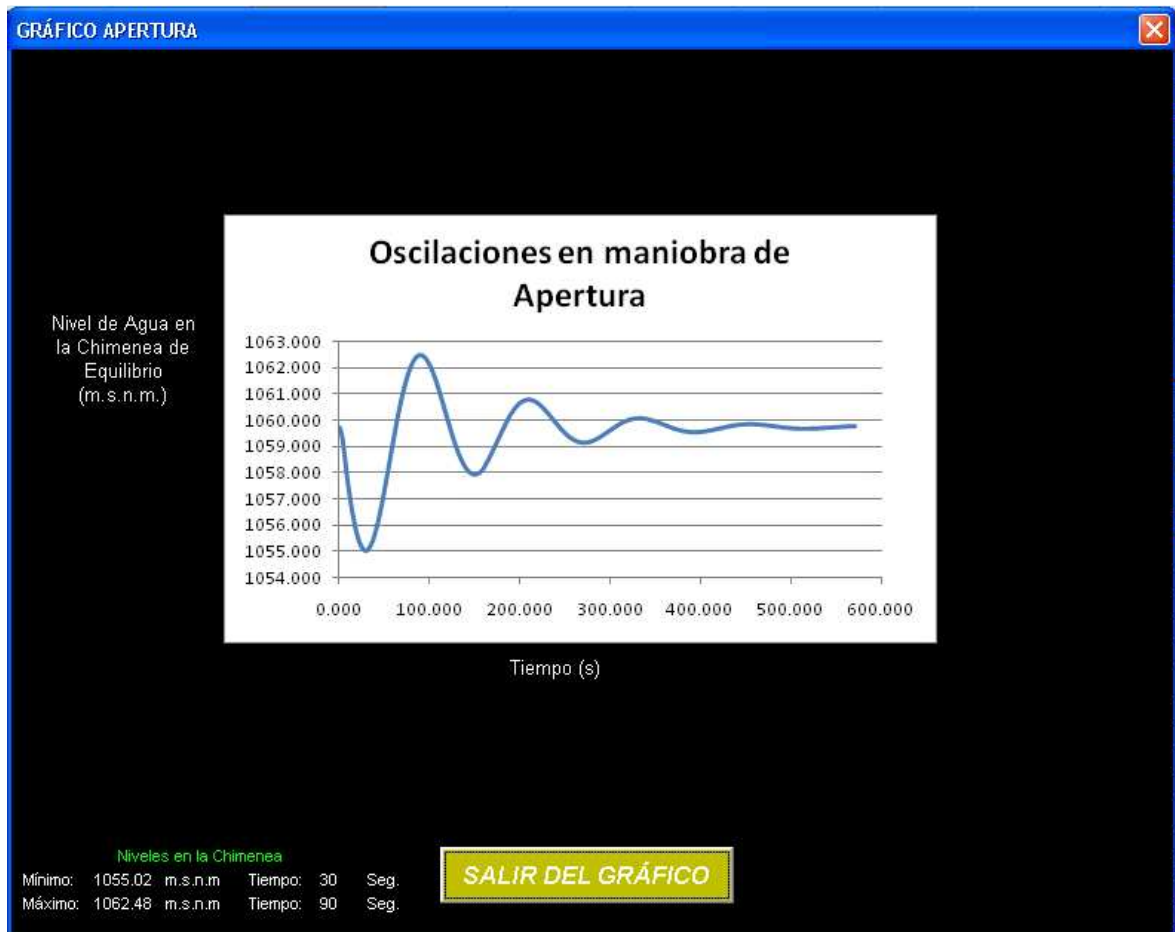 GRÁFICO APERTURA
Oscilaciones en maniobra de
Apertura
Nivel de Agua en
la Chimenea de
Equilibrio
(m.s.n.m.)
1063.000
1062.000
1061.000
1060.000
1059.000
1058.000
1057.000
1056.000
1055.000
1054.000
0.000 100.000 200.000 300.000 400.000 500.000 600.000
Tiempo (s)
Niveles en la Chimenea
Mínimo: 1055.02 m.s.n.m Tiempo: 30 Seg.
Máximo: 1062.48 m.s.n.m Tiempo: 90 Seg.
SALIR DEL GRÁFICO